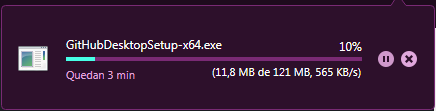 GitHubDesktopSetup-x64.exe 10%
Quedan 3 min (11,8 MB de 121 MB, 565 KB/s)